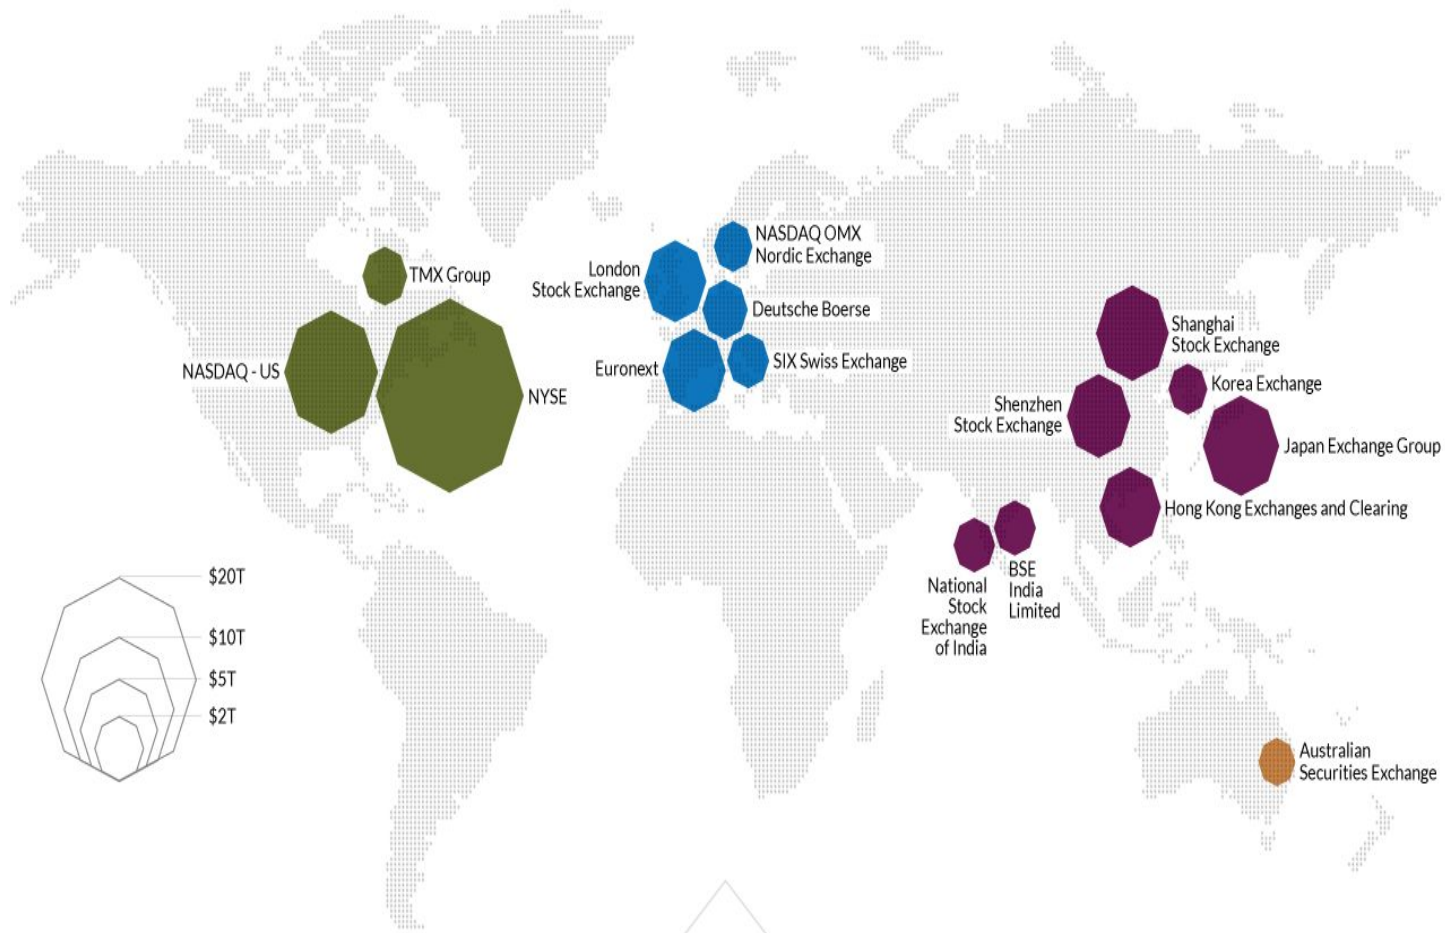 NASDAQ OMX
Nordic Exchange
London
Stock Exchange
TMX Group
Deutsche Boerse
Shanghai
Stock Exchange
NASDAQ - US
Euronext
SIX Swiss Exchange
Korea Exchange
NYSE
Shenzhen
Stock Exchange
Japan Exchange Group
Hong Kong Exchanges and Clearing
National
Stock
Exchange
of India
BSE
India
Limited
$20T
$10T
$5T
$2T
Australian
Securities Exchange